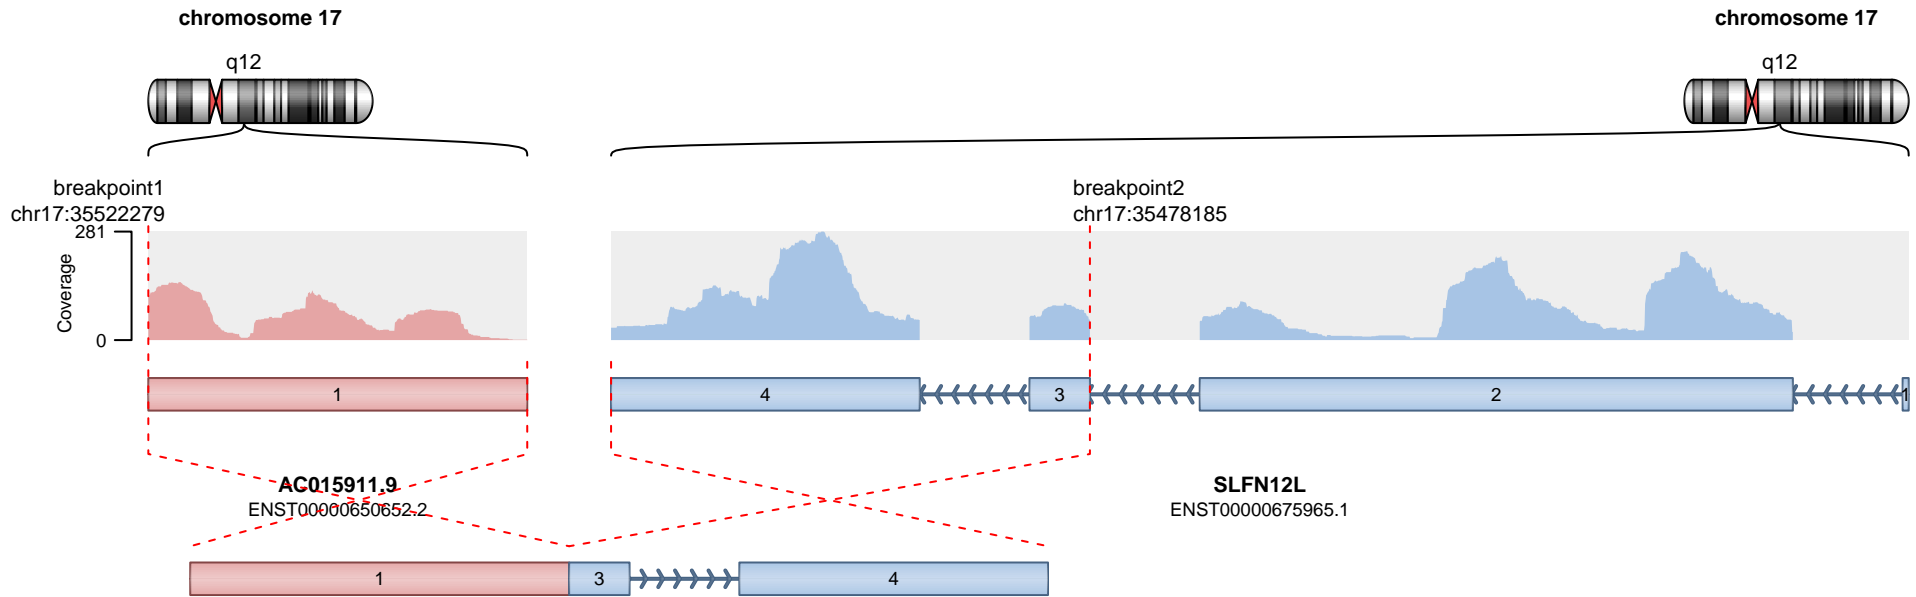 chromosome 17
chromosome 17
q12
q12
breakpoint1
chr17:35522279
breakpoint2
chr17:35478185
281
Coverage
0
1
4
3
2
1
AC015911.9
ENST00000650652.2
SLFN12L
ENST00000675965.1
1
3
4